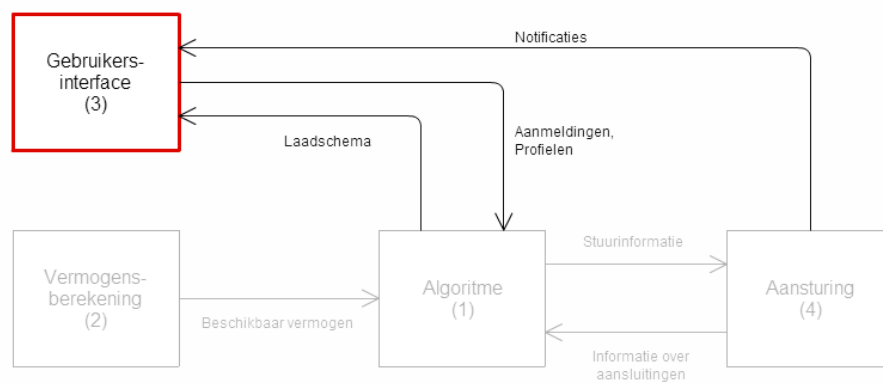 Notificaties
Gebruikers-
interface
(3)
Laadschema
Aanmeldingen,
Profielen
Stuurinformatie
Vermogens-
berekening
(2)
Beschikbaar vermogen
Algoritme
(1)
Aansturing
(4)
Informatie over
aansluitingen